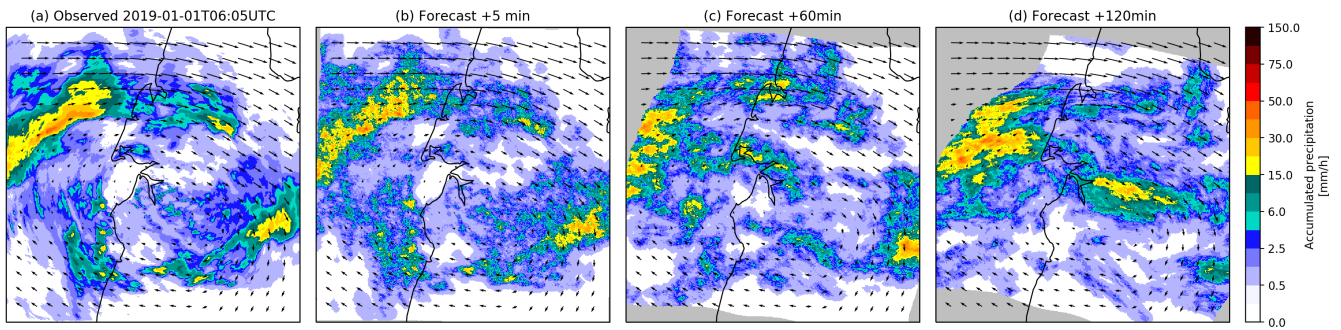 (a) Observed 2019-01-01T06:05UTC
(b) Forecast +5 min
(c) Forecast +60min
(d) Forecast +120min
150.0
75.0
50.0
30.0
15.0
6.0
2.5
0.5
0.0
Accumulated precipitation
[mm/h]